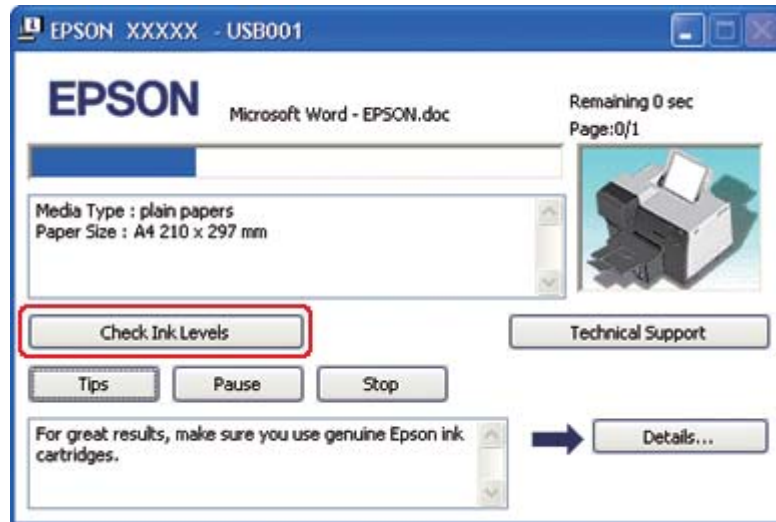 EPSON XXXXX - USB001
EPSON
Microsoft Word - EPSON.doc
Remaining 0 sec
Page:0/1
Media Type : plain papers
Paper Size : A4 210 x 297 mm
Check Ink Levels
Technical Support
Tips
Pause
Stop
For great results, make sure you use genuine Epson ink
cartridges.
Details...